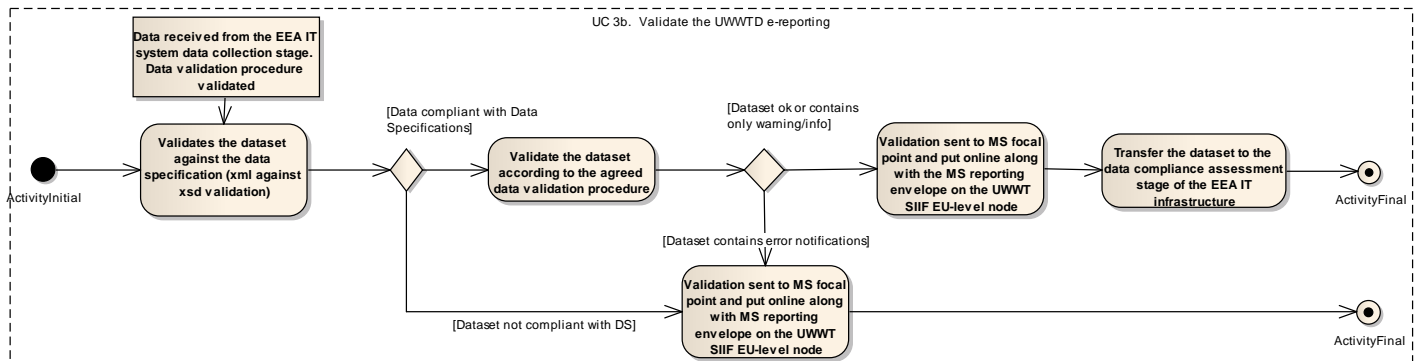 UC 3b.  Validate the UWWTD e-reporting
Data received from the EEA IT
system data collection stage.
Data validation procedure
validated
ActivityInitial
Validates the dataset
against the data
specification (xml against
xsd validation)
[Data compliant with Data
Specifications]
Validate the dataset
according to the agreed
data validation procedure
[Dataset ok or contains
only warning/info]
Validation sent to MS focal
point and put online along
with the MS reporting
envelope on the UWWT
SIIF EU-level node
Transfer the dataset to the
data compliance assessment
stage of the EEA IT
infrastructure
ActivityFinal
[Dataset contains error notifications]
[Dataset not compliant with DS]
Validation sent to MS focal
point and put online along
with MS reporting
envelope on the UWWT
SIIF EU-level node
ActivityFinal